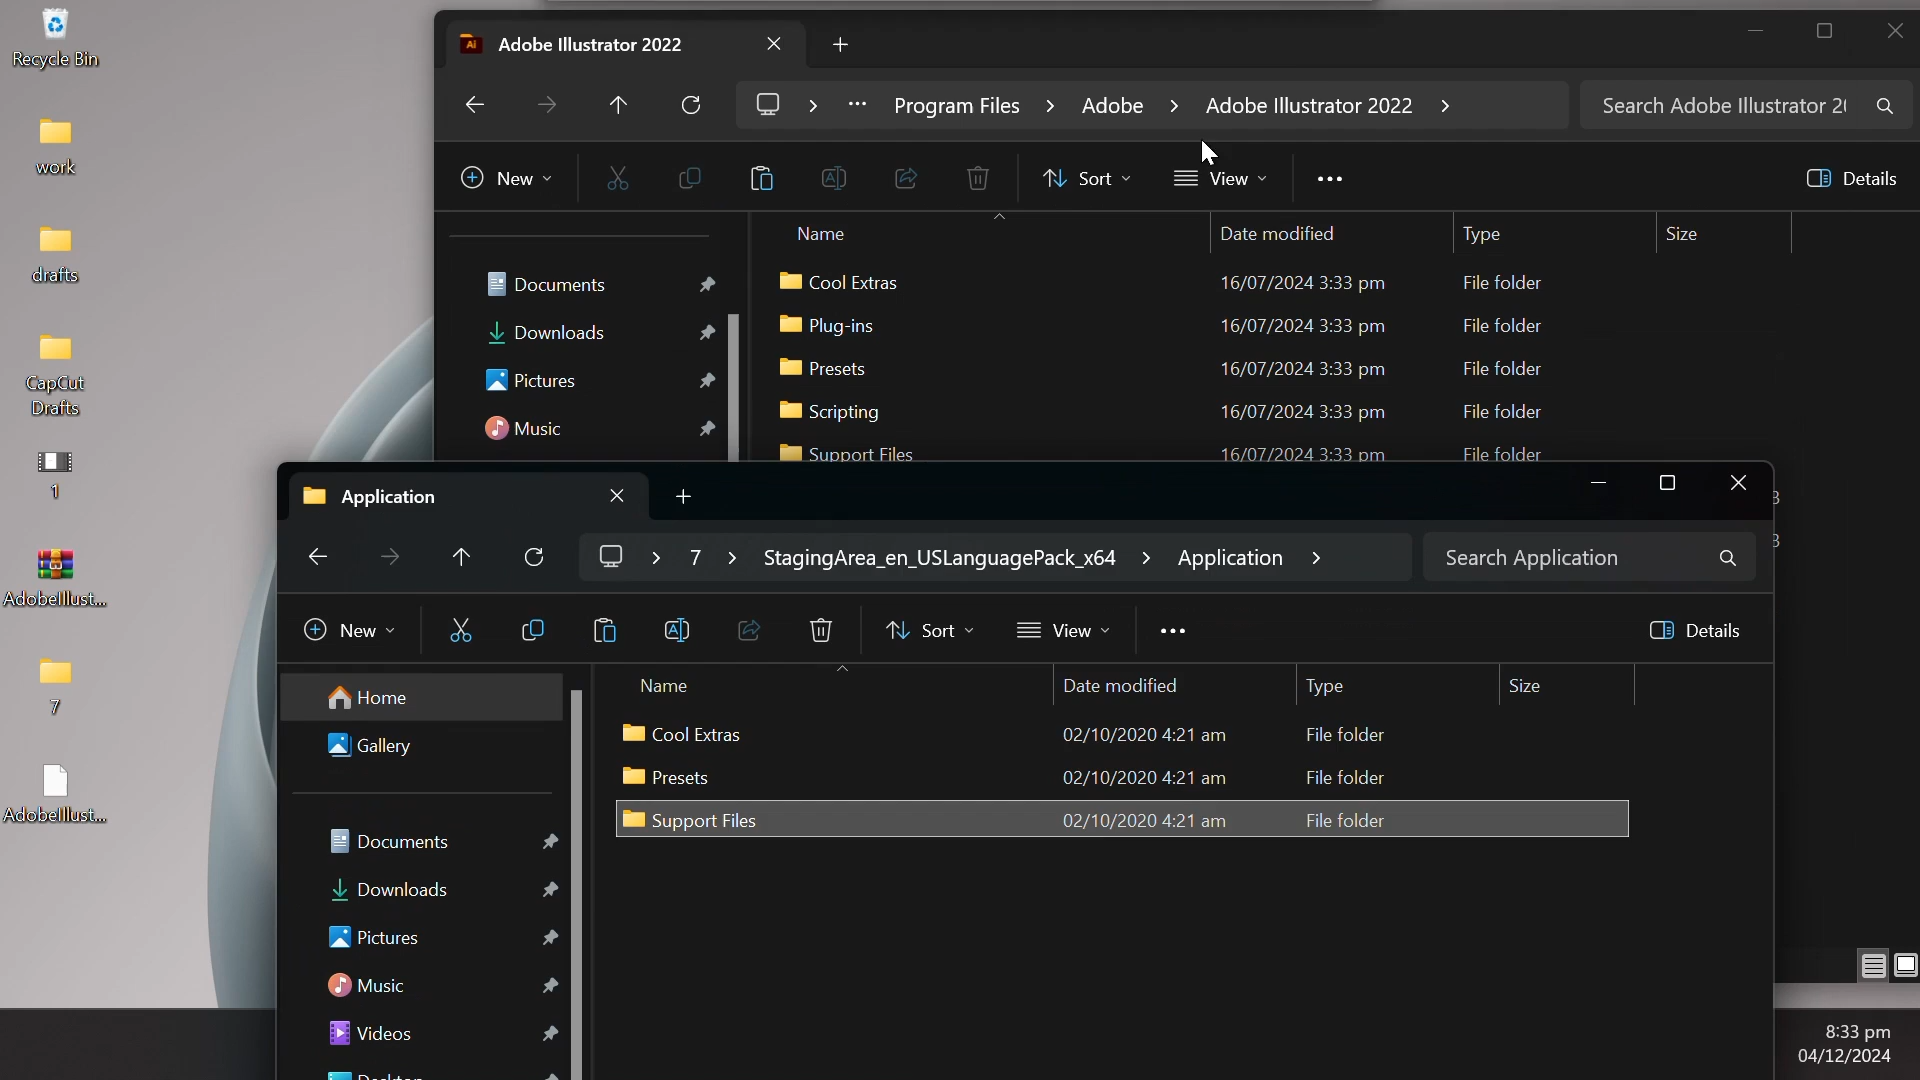 Recycle Bin
work
drafts
CapCut
Drafts
1
AdobeIllust...
7
AdobeIllust...
Ai Adobe Illustrator 2022
Program Files Adobe Adobe Illustrator 2022
Search Adobe Illustrator 2
New Sort View Details
Name Date modified Type Size
Documents
Downloads
Pictures
Music
Cool Extras 16/07/2024 3:33 pm File folder
Plug-ins 16/07/2024 3:33 pm File folder
Presets 16/07/2024 3:33 pm File folder
Scripting 16/07/2024 3:33 pm File folder
Support Files 16/07/2024 3:33 pm File folder
Application
7 StagingArea_en_USLanguagePack_x64 Application
Search Application
New Sort View Details
Name Date modified Type Size
Home
Gallery
Documents
Downloads
Pictures
Music
Videos
Cool Extras 02/10/2020 4:21 am File folder
Presets 02/10/2020 4:21 am File folder
Support Files 02/10/2020 4:21 am File folder
8:33 pm
04/12/2024